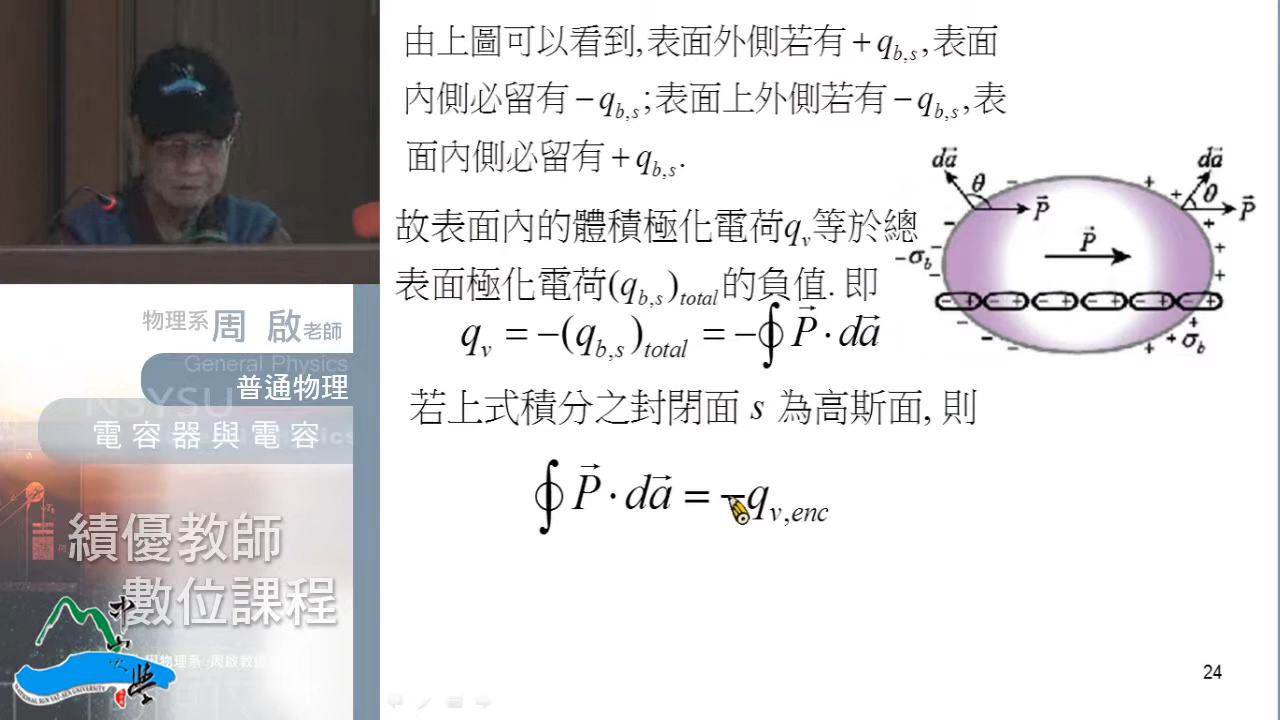 由上圖可以看到,表面外側若有 + q_{b,s},表面
內側必留有 − q_{b,s};表面上外側若有 − q_{b,s},表
面內側必留有 + q_{b,s}.
故表面內的體積極化電荷q_v等於總
表面極化電荷(q_{b,s})_{total}的負值. 即
q_v = −(q_{b,s})_{total} = −∮ P⃗ · da⃗
若上式積分之封閉面 s 為高斯面, 則
∮ P⃗ · da⃗ = −q_{v,enc}
da⃗ θ − P⃗
+ + da⃗ θ P⃗
P⃗
−σ_b
− + − + − + − + − + − +
+σ_b
24
物理系 周 啟 老師
General Physics
NSYSU
普通物理
電容器與電容
績優教師
數位課程
NATIONAL SUN YAT-SEN UNIVERSITY